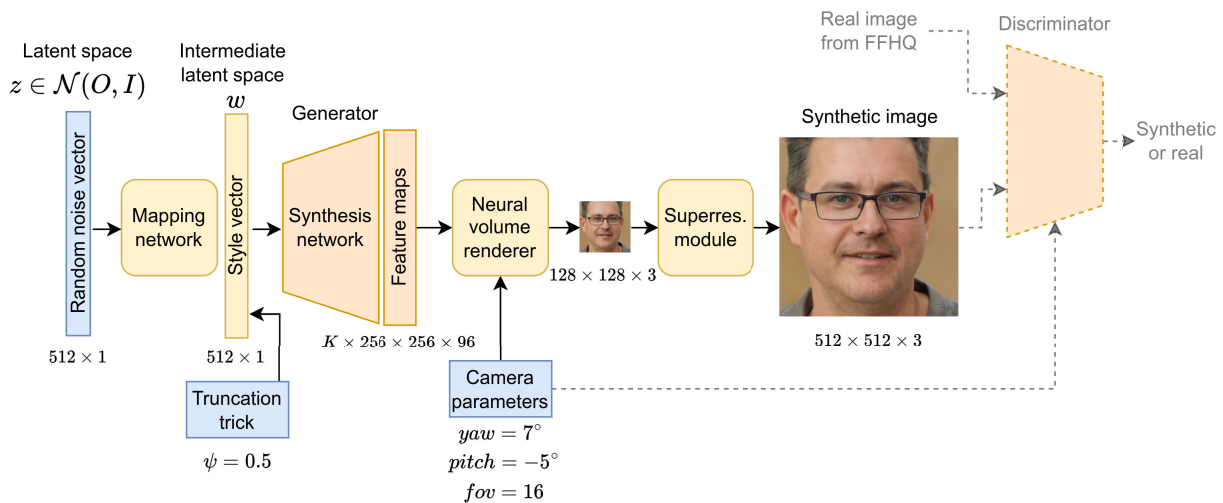 Latent space
z ∈ 𝒩(O, I)
Random noise vector
512 × 1
Mapping
network
Intermediate
latent space
w
Style vector
512 × 1
Truncation
trick
ψ = 0.5
Generator
Synthesis
network
Feature maps
K × 256 × 256 × 96
Neural
volume
renderer
Camera
parameters
yaw = 7°
pitch = −5°
fov = 16
128 × 128 × 3
Superres.
module
Synthetic image
512 × 512 × 3
Real image
from FFHQ
Discriminator
Synthetic
or real